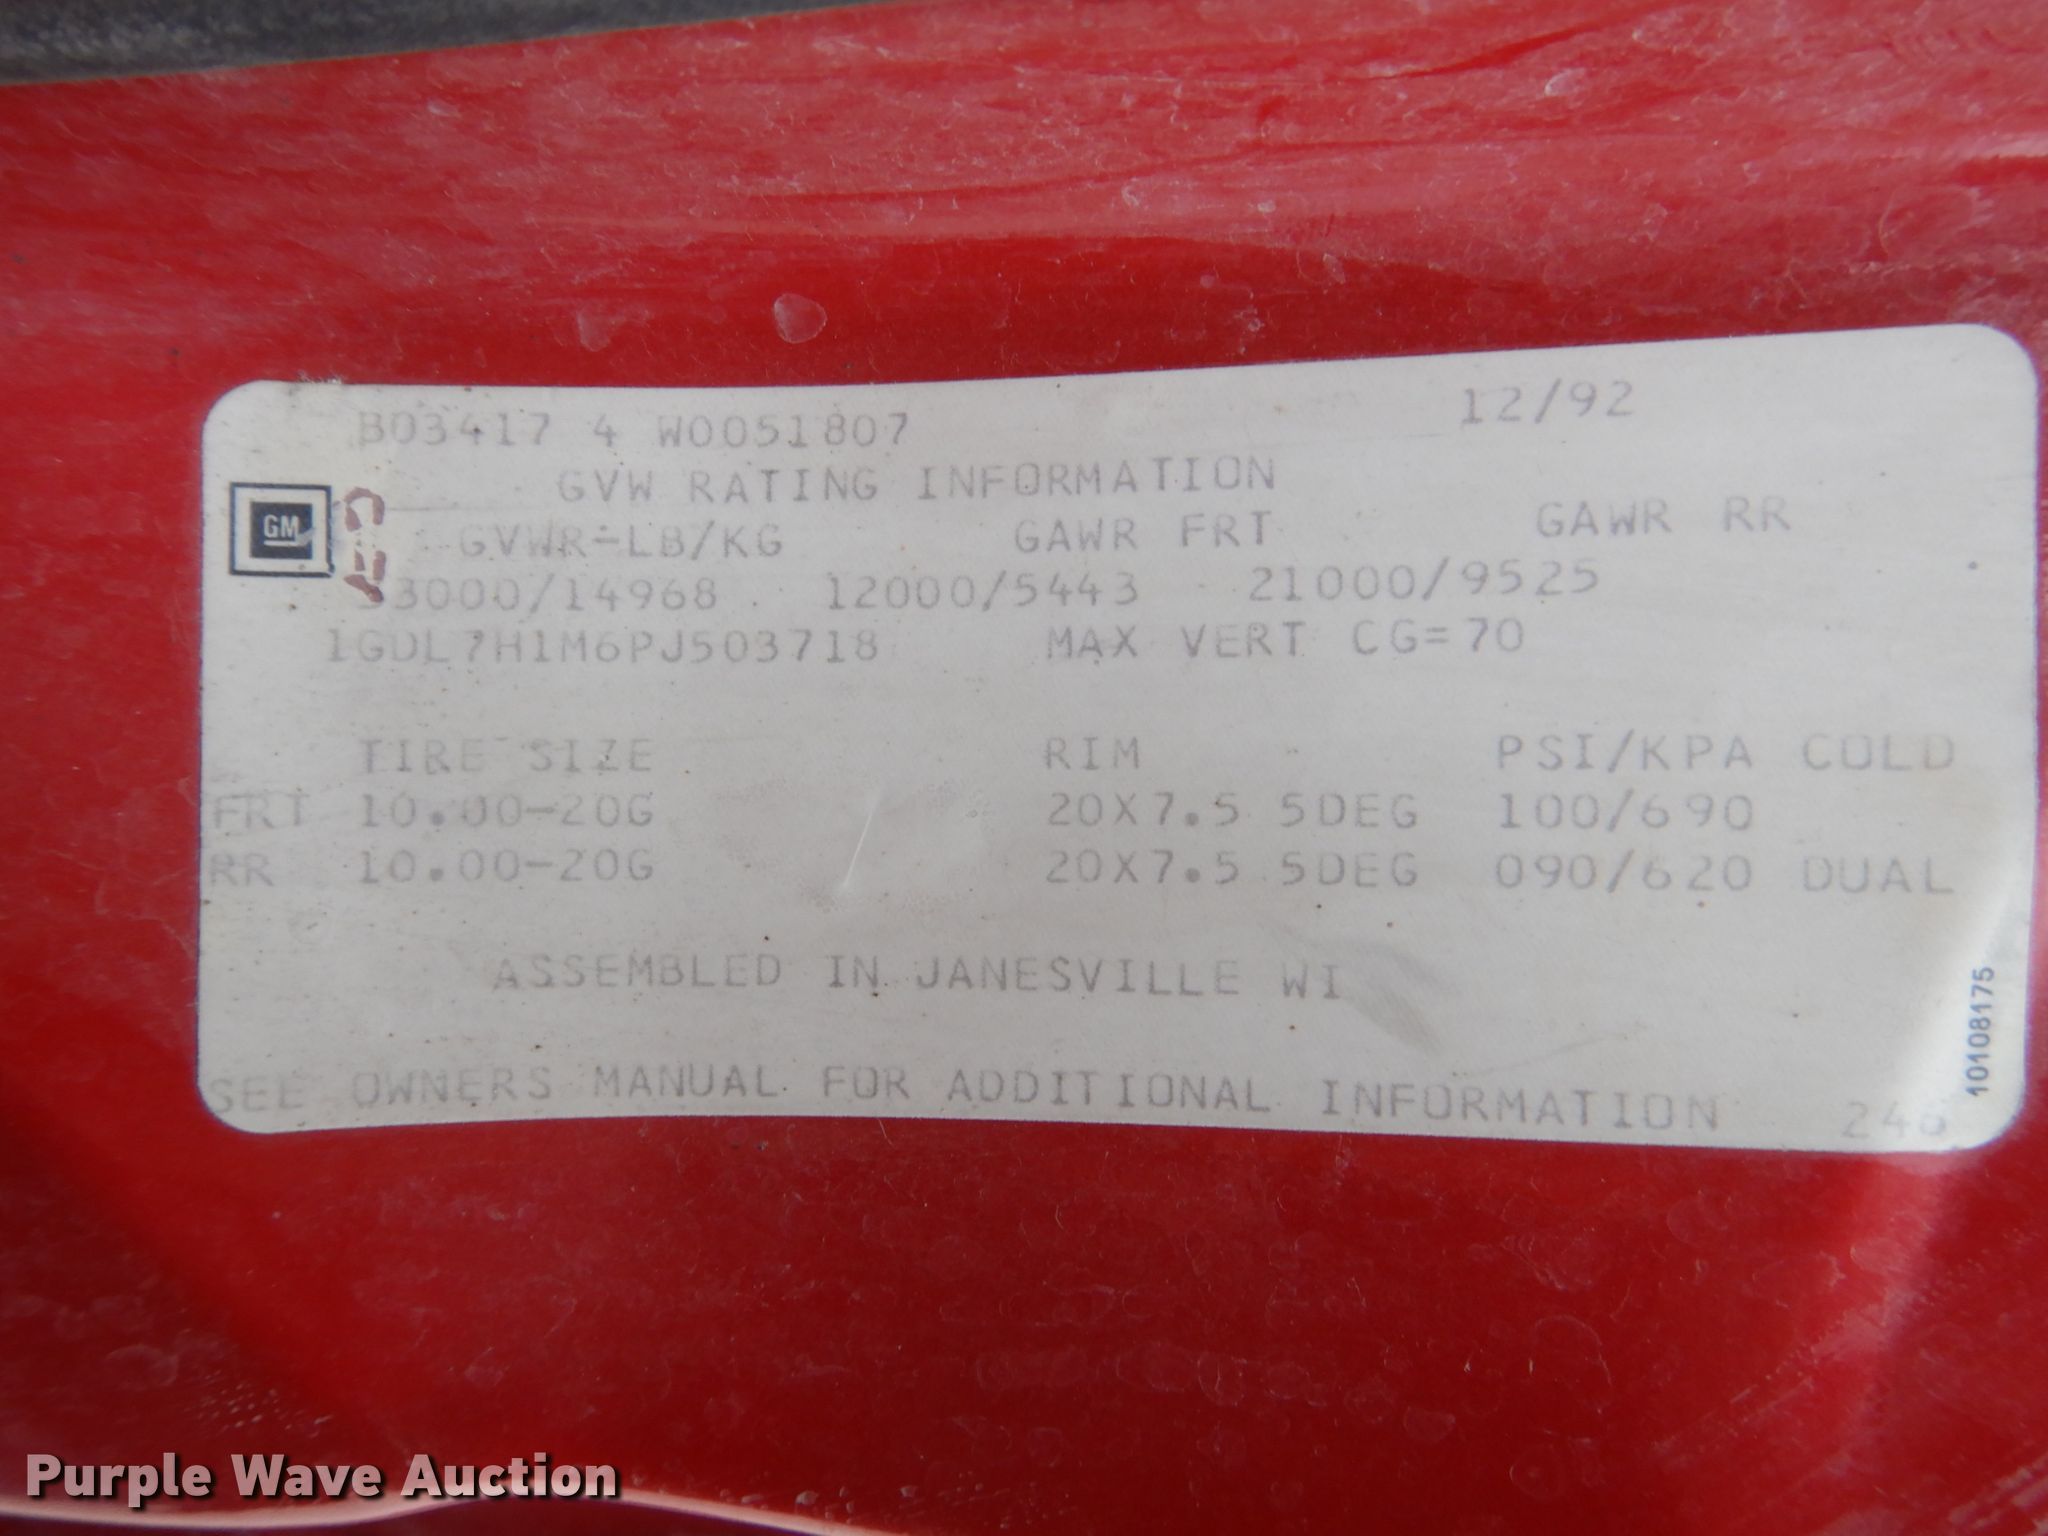 B03417 4 W0051807 12/92
GVW RATING INFORMATION
GM
GVWR-LB/KG GAWR FRT GAWR RR
33000/14968 12000/5443 21000/9525
1GDL7H1M6PJ503718 MAX VERT CG=70
TIRE SIZE RIM PSI/KPA COLD
FRT 10.00-20G 20X7.5 5DEG 100/690
RR 10.00-20G 20X7.5 5DEG 090/620 DUAL
ASSEMBLED IN JANESVILLE WI
SEE OWNERS MANUAL FOR ADDITIONAL INFORMATION
10108175
Purple Wave Auction